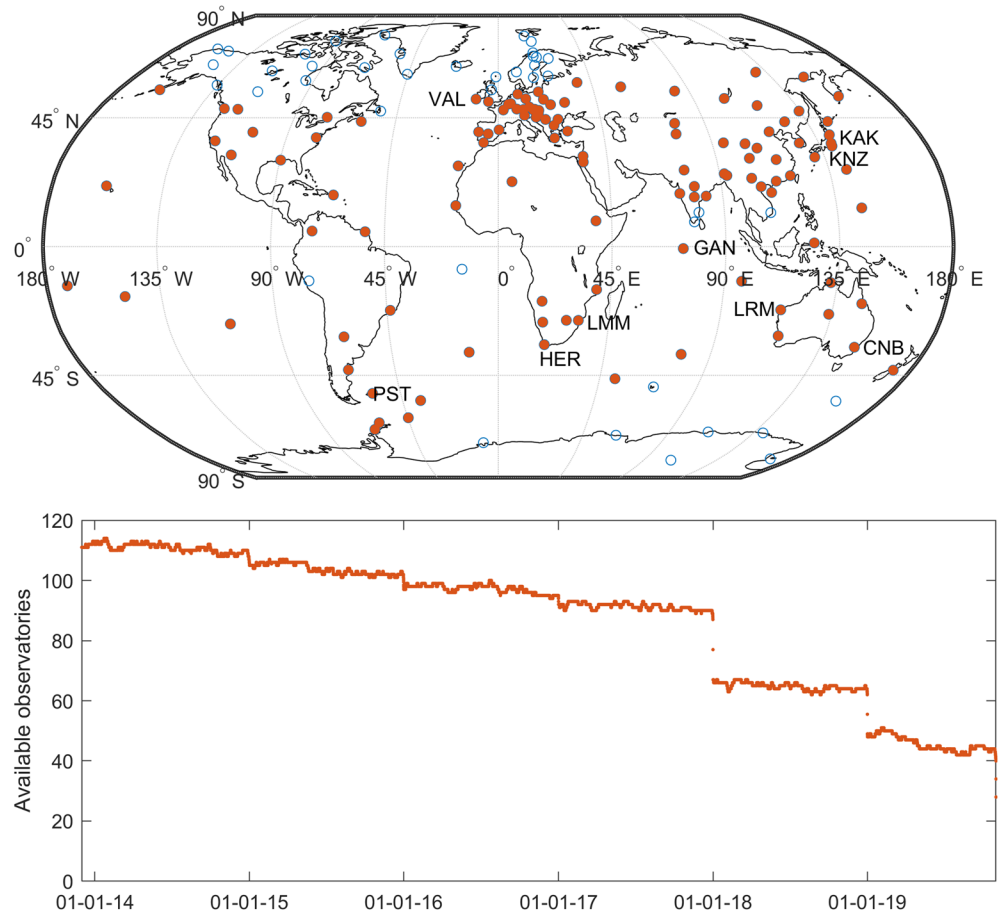 90° N
VAL
45° N
KAK
KNZ
0°
GAN
180° W
135° W
90° W
45° W
0°
45° E
90° E
135° E
180° E
LRM
LMM
CNB
HER
45° S
PST
90° S
120
100
80
60
40
20
0
Available observatories
01-01-14
01-01-15
01-01-16
01-01-17
01-01-18
01-01-19